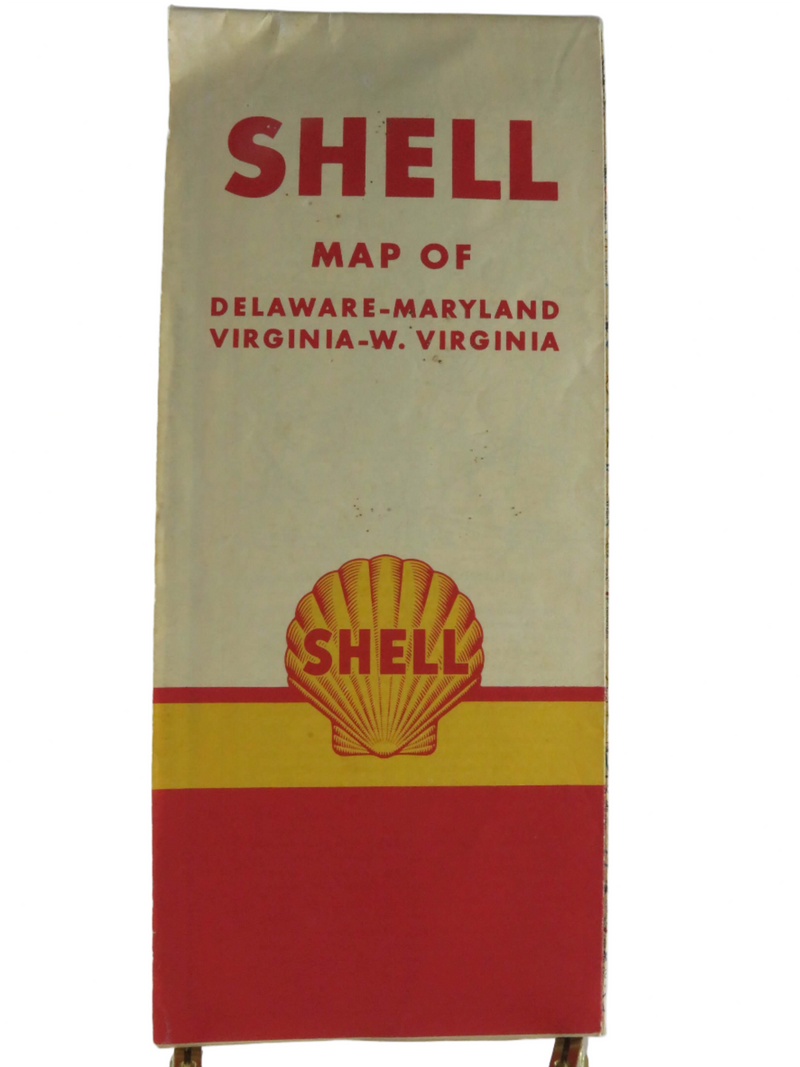 SHELL
MAP OF
DELAWARE-MARYLAND
VIRGINIA-W. VIRGINIA
SHELL